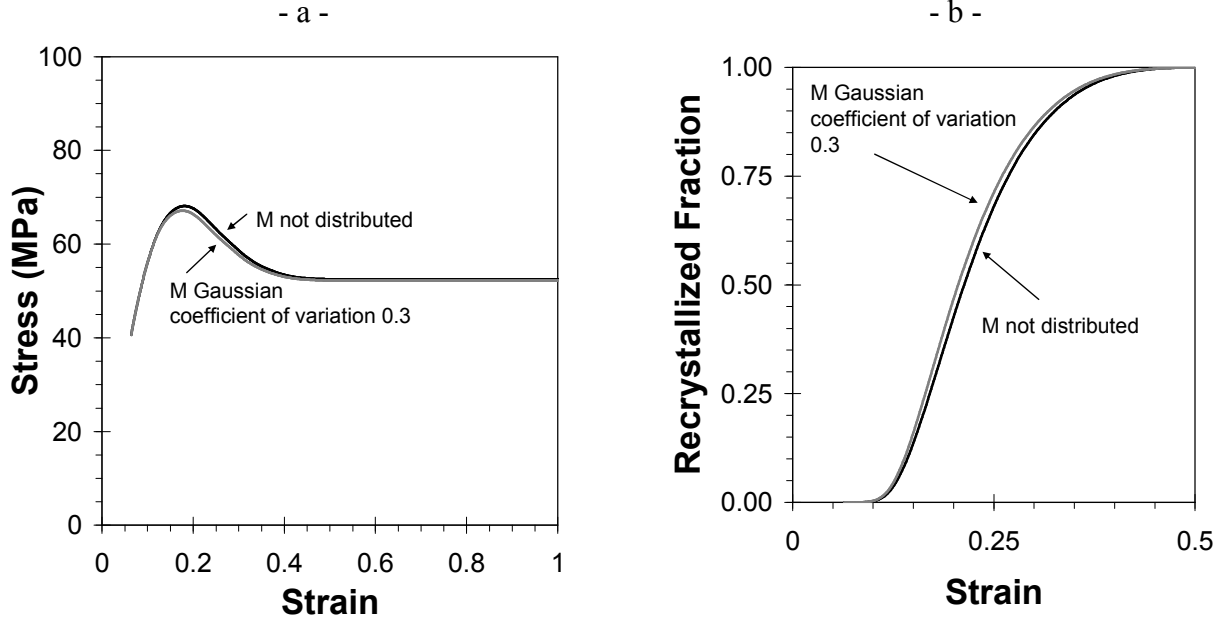 - a -
100
80
60
40
20
0
Stress (MPa)
M not distributed
M Gaussian
coefficient of variation 0.3
0
0.2
0.4
0.6
0.8
1
Strain
- b -
1.00
0.75
0.50
0.25
0.00
Recrystallized Fraction
M Gaussian
coefficient of variation
0.3
M not distributed
0
0.25
0.5
Strain